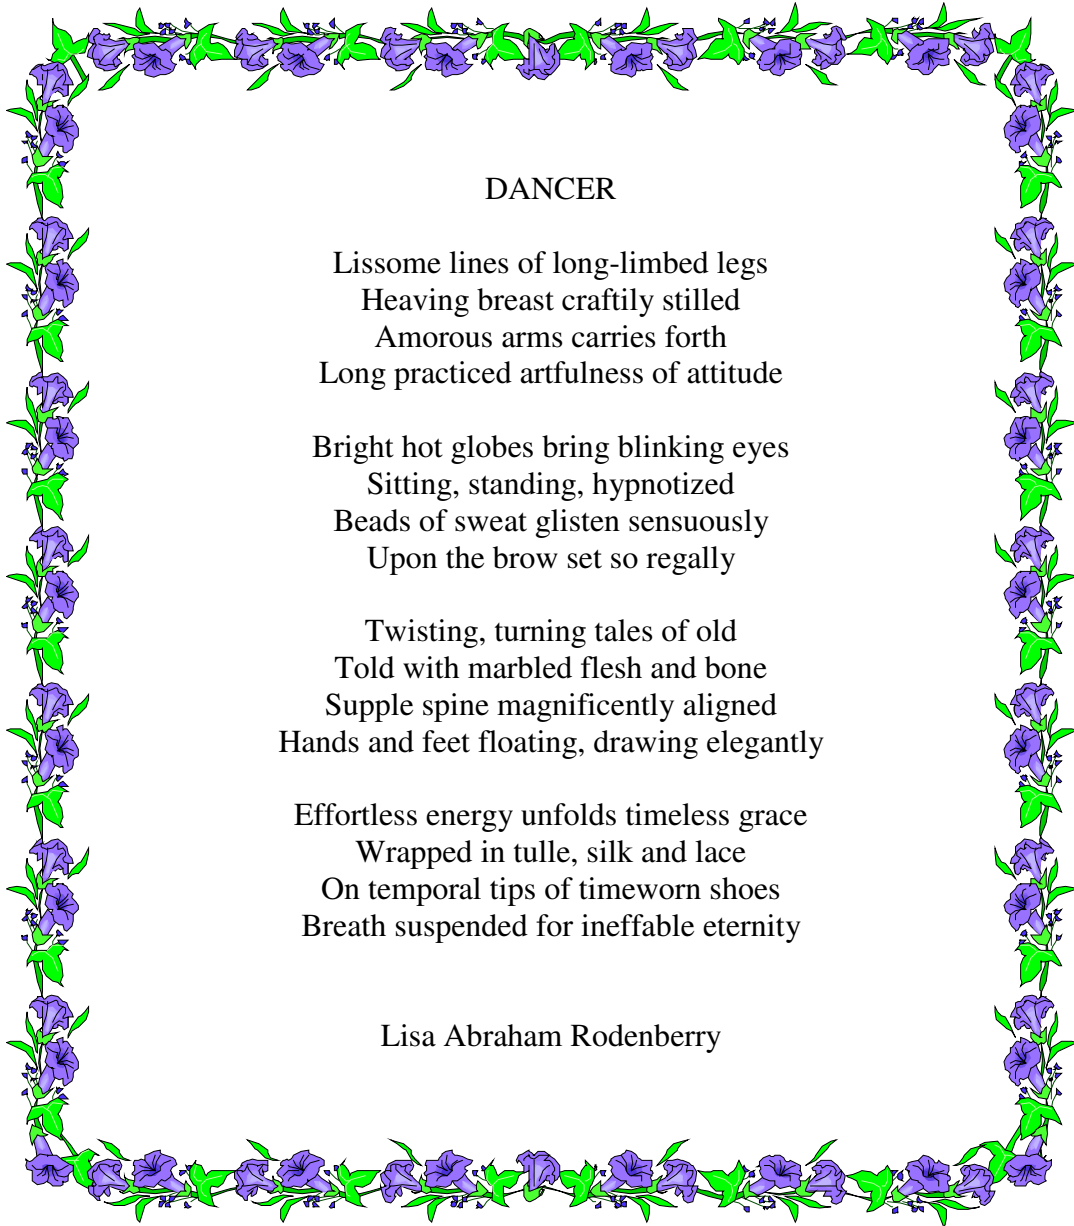 DANCER
Lissome lines of long-limbed legs
Heaving breast craftily stilled
Amorous arms carries forth
Long practiced artfulness of attitude
Bright hot globes bring blinking eyes
Sitting, standing, hypnotized
Beads of sweat glisten sensuously
Upon the brow set so regally
Twisting, turning tales of old
Told with marbled flesh and bone
Supple spine magnificently aligned
Hands and feet floating, drawing elegantly
Effortless energy unfolds timeless grace
Wrapped in tulle, silk and lace
On temporal tips of timeworn shoes
Breath suspended for ineffable eternity
Lisa Abraham Rodenberry